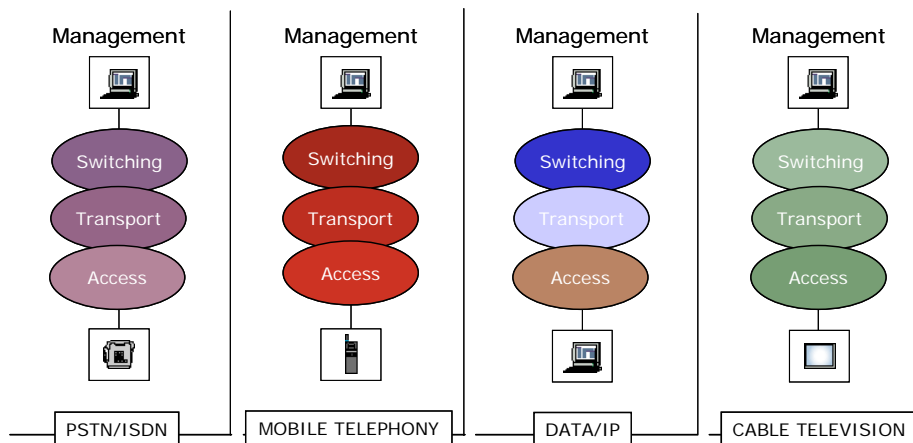 Management
Switching
Transport
Access
PSTN/ISDN
Management
Switching
Transport
Access
MOBILE TELEPHONY
Management
Switching
Transport
Access
DATA/IP
Management
Switching
Transport
Access
CABLE TELEVISION